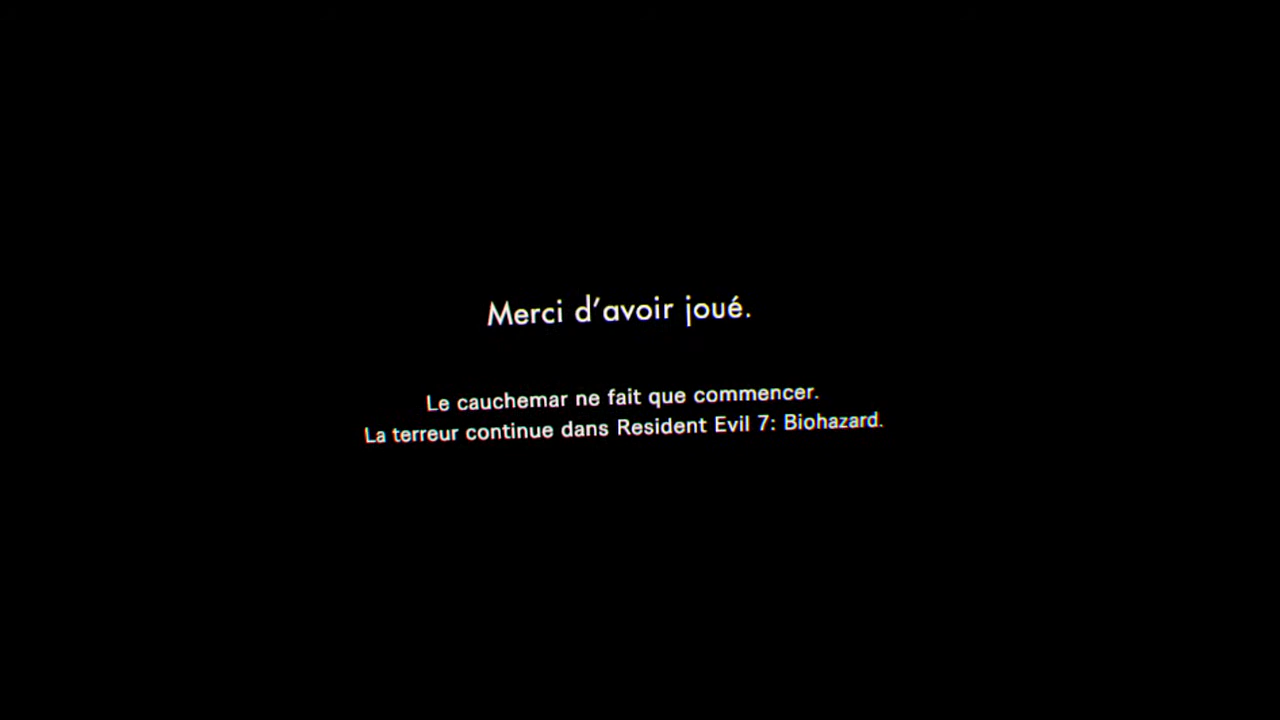 Merci d’avoir joué.
Le cauchemar ne fait que commencer.
La terreur continue dans Resident Evil 7: Biohazard.